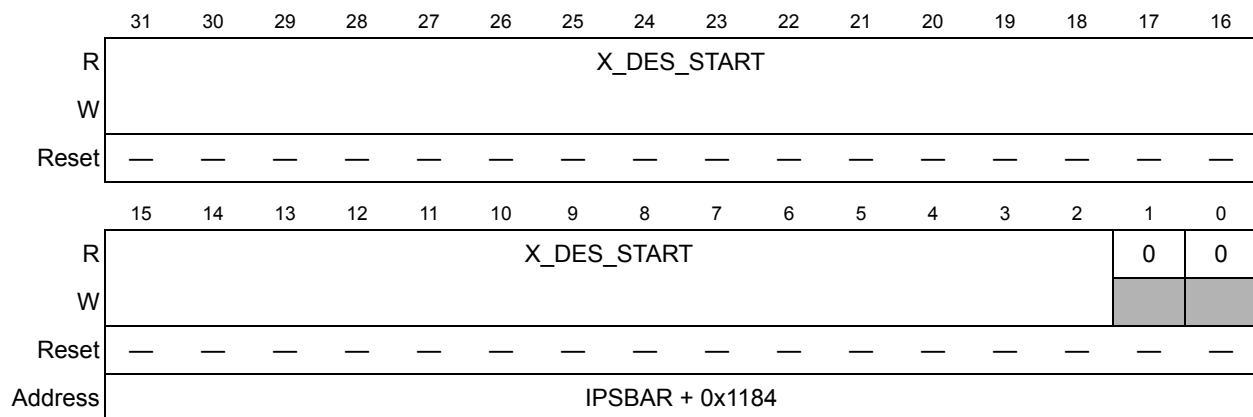 31 30 29 28 27 26 25 24 23 22 21 20 19 18 17 16
R X_DES_START
W
Reset — — — — — — — — — — — — — — — —
15 14 13 12 11 10 9 8 7 6 5 4 3 2 1 0
R X_DES_START 0 0
W
Reset — — — — — — — — — — — — — — — —
Address IPSBAR + 0x1184